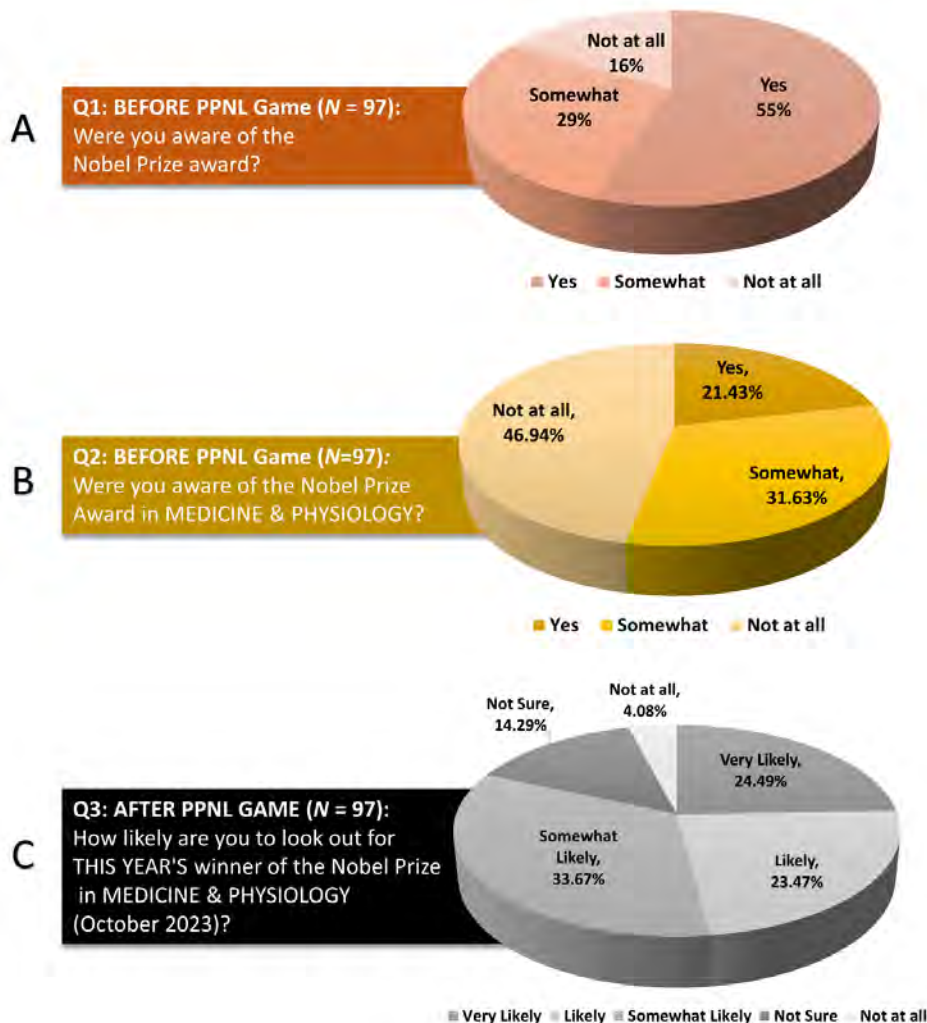 A
Q1: BEFORE PPNL Game (N = 97):
Were you aware of the
Nobel Prize award?
Not at all
16%
Somewhat
29%
Yes
55%
Yes Somewhat Not at all
B
Q2: BEFORE PPNL Game (N=97):
Were you aware of the Nobel Prize
Award in MEDICINE & PHYSIOLOGY?
Yes,
21.43%
Not at all,
46.94%
Somewhat,
31.63%
Yes Somewhat Not at all
C
Q3: AFTER PPNL GAME (N = 97):
How likely are you to look out for
THIS YEAR'S winner of the Nobel Prize
in MEDICINE & PHYSIOLOGY
(October 2023)?
Not at all,
4.08%
Not Sure,
14.29%
Very Likely,
24.49%
Somewhat
Likely,
33.67%
Likely,
23.47%
Very Likely Likely Somewhat Likely Not Sure Not at all